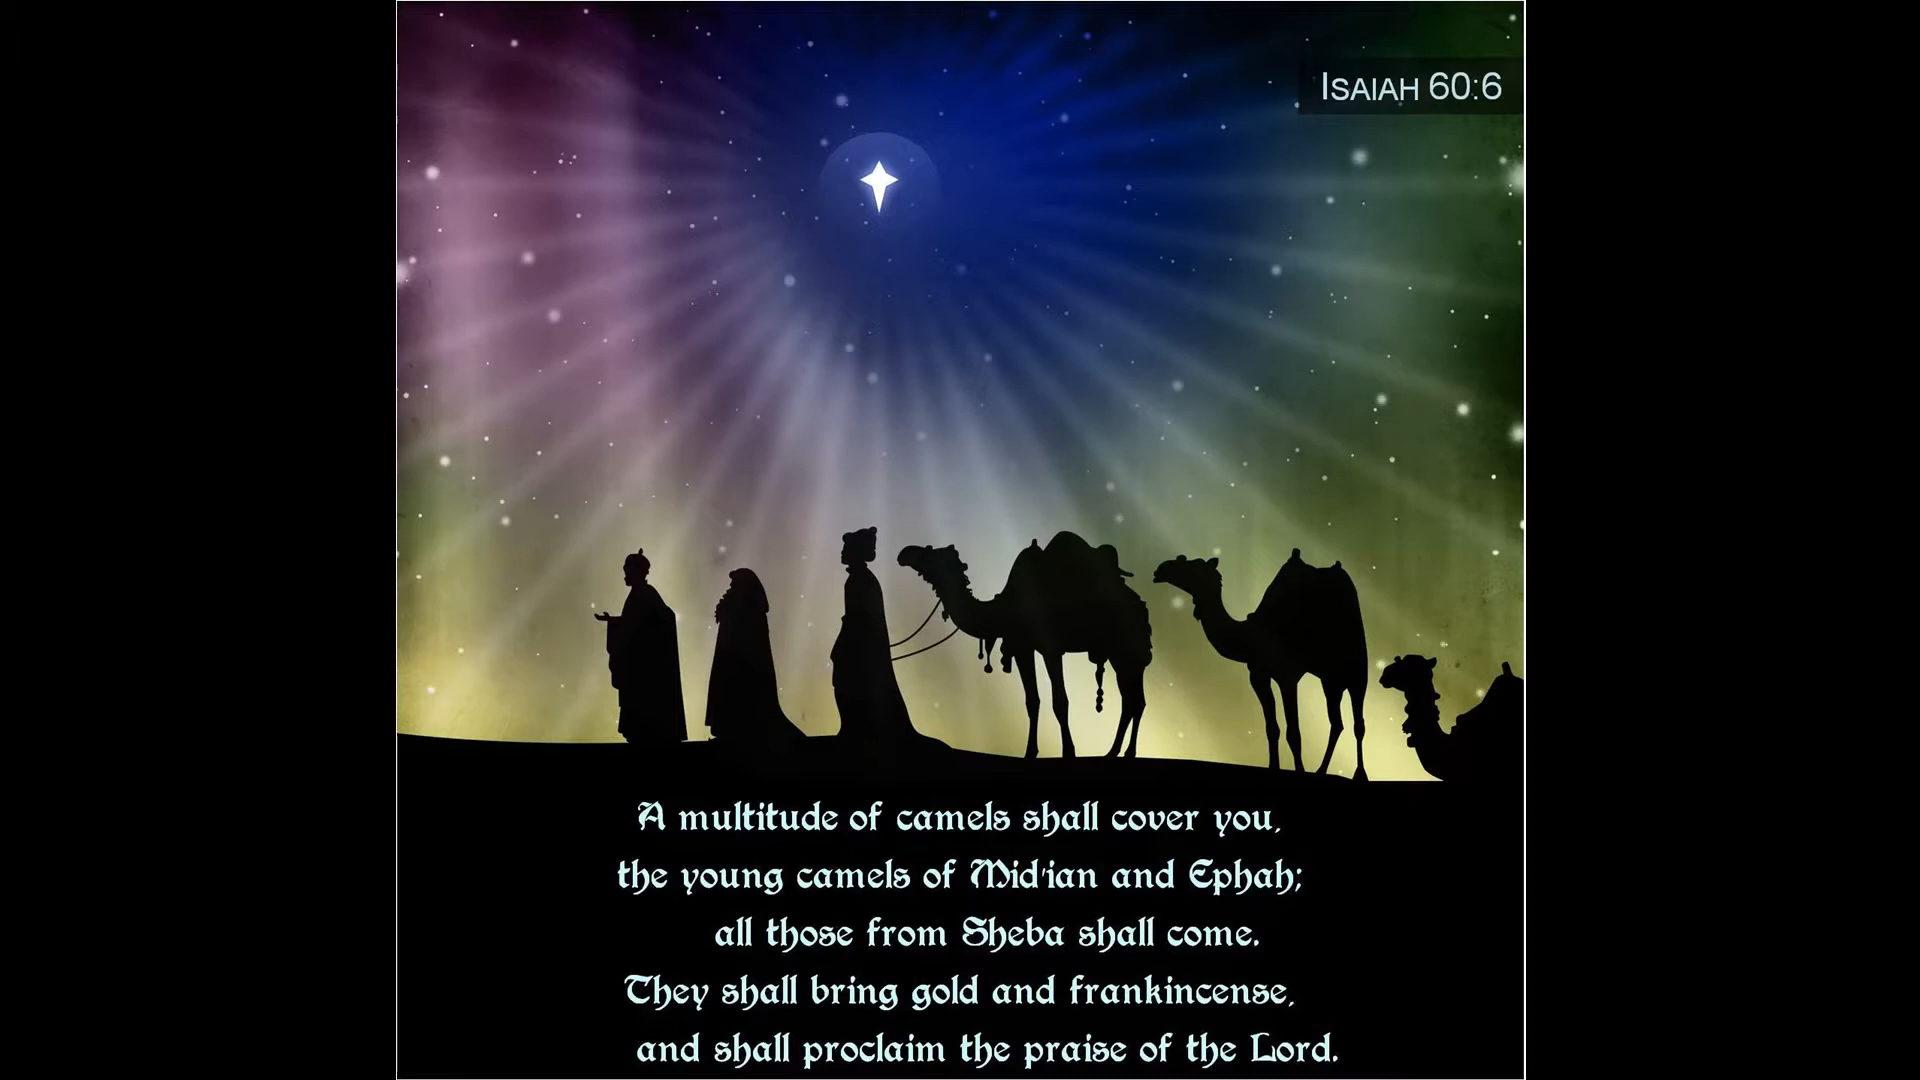 Isaiah 60:6
A multitude of camels shall cover you,
the young camels of Mid'ian and Ephah;
all those from Sheba shall come.
They shall bring gold and frankincense,
and shall proclaim the praise of the Lord.